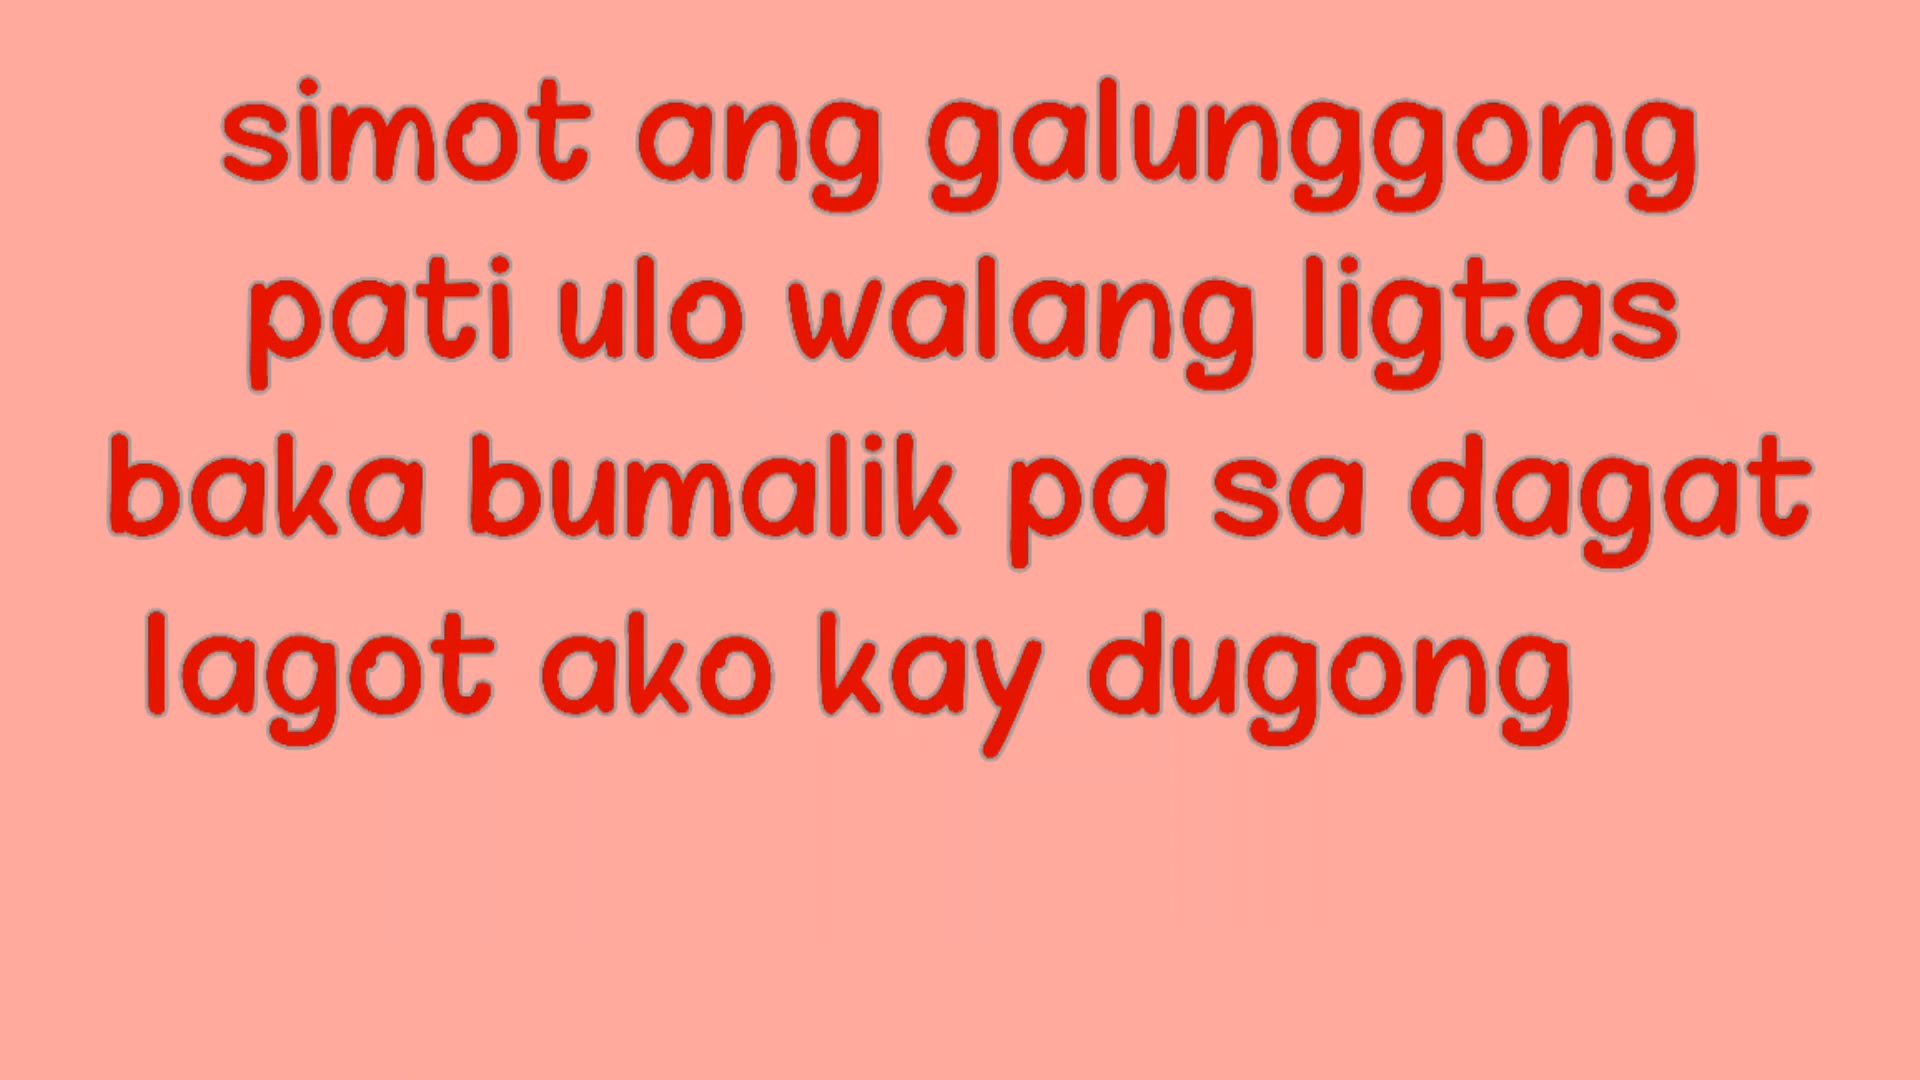 simot ang galunggong
pati ulo walang ligtas
baka bumalik pa sa dagat
lagot ako kay dugong